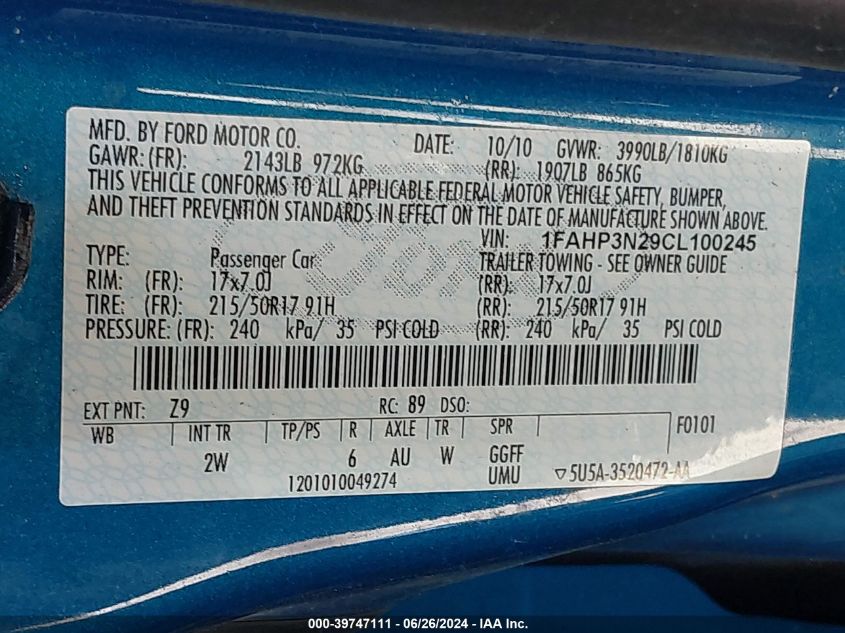 MFD. BY FORD MOTOR CO. DATE: 10/10 GVWR: 3990LB/1810KG
GAWR: (FR): 2143LB 972KG (RR): 1907LB 865KG
THIS VEHICLE CONFORMS TO ALL APPLICABLE FEDERAL MOTOR VEHICLE SAFETY, BUMPER,
AND THEFT PREVENTION STANDARDS IN EFFECT ON THE DATE OF MANUFACTURE SHOWN ABOVE.
VIN: 1FAHP3N29CL100245
TYPE: Passenger Car TRAILER TOWING - SEE OWNER GUIDE
RIM: (FR): 17x7.0J (RR): 17x7.0J
TIRE: (FR): 215/50R17 91H (RR): 215/50R17 91H
PRESSURE: (FR): 240 kPa/ 35 PSI COLD (RR): 240 kPa/ 35 PSI COLD
Ford
EXT PNT: Z9 RC: 89 DSO:
WB INT TR TP/PS R AXLE TR SPR F0101
2W 6 AU W GGFF
1201010049274 UMU ▽5U5A-3520472-AA
000-39747111 - 06/26/2024 - IAA Inc.